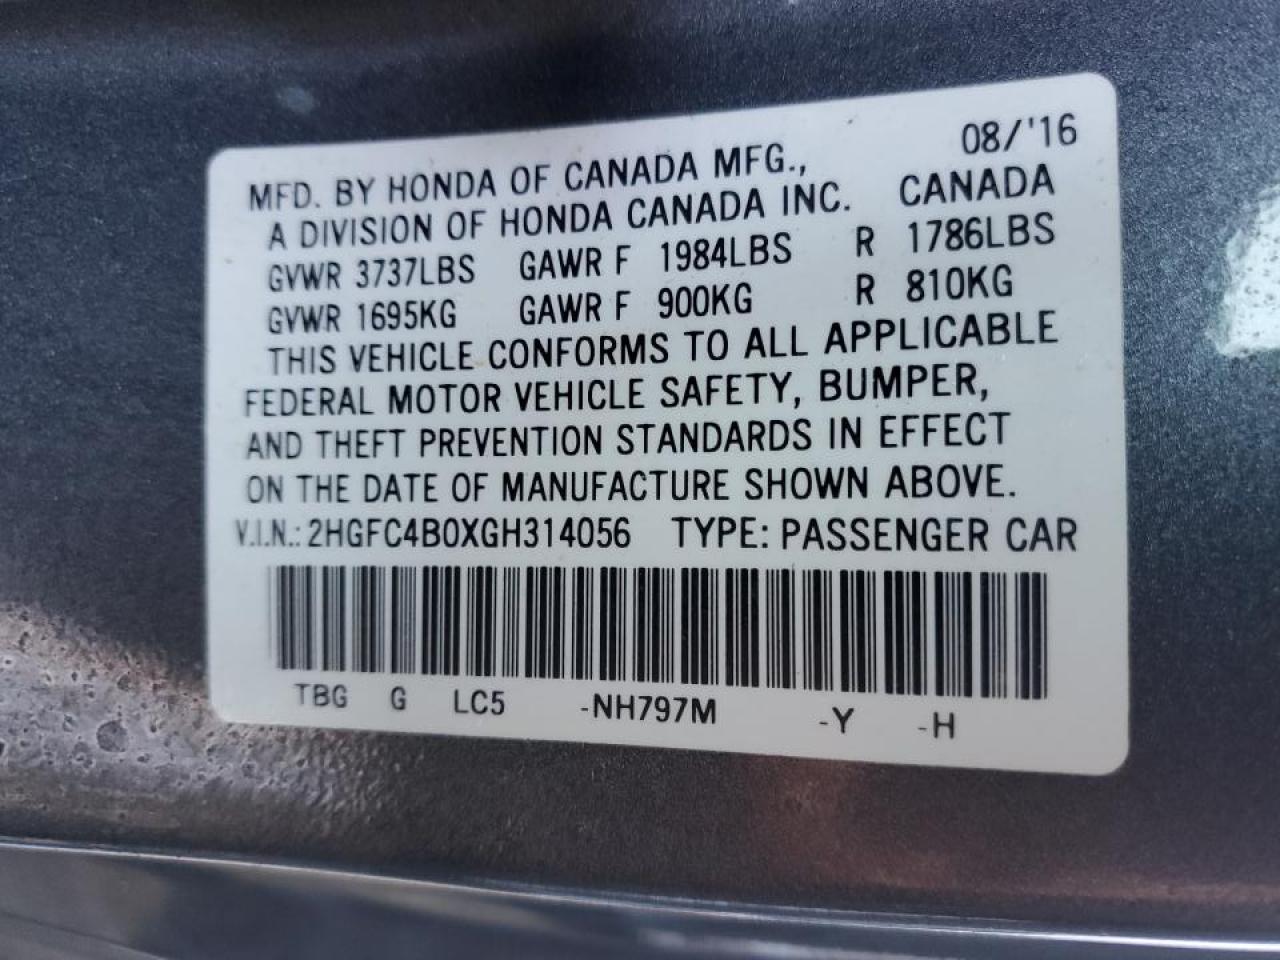 08/'16
MFD. BY HONDA OF CANADA MFG.,
A DIVISION OF HONDA CANADA INC. CANADA
GVWR 3737LBS GAWR F 1984LBS R 1786LBS
GVWR 1695KG GAWR F 900KG R 810KG
THIS VEHICLE CONFORMS TO ALL APPLICABLE
FEDERAL MOTOR VEHICLE SAFETY, BUMPER,
AND THEFT PREVENTION STANDARDS IN EFFECT
ON THE DATE OF MANUFACTURE SHOWN ABOVE.
V.I.N.: 2HGFC4B0XGH314056 TYPE: PASSENGER CAR
TBG G LC5 -NH797M -Y -H